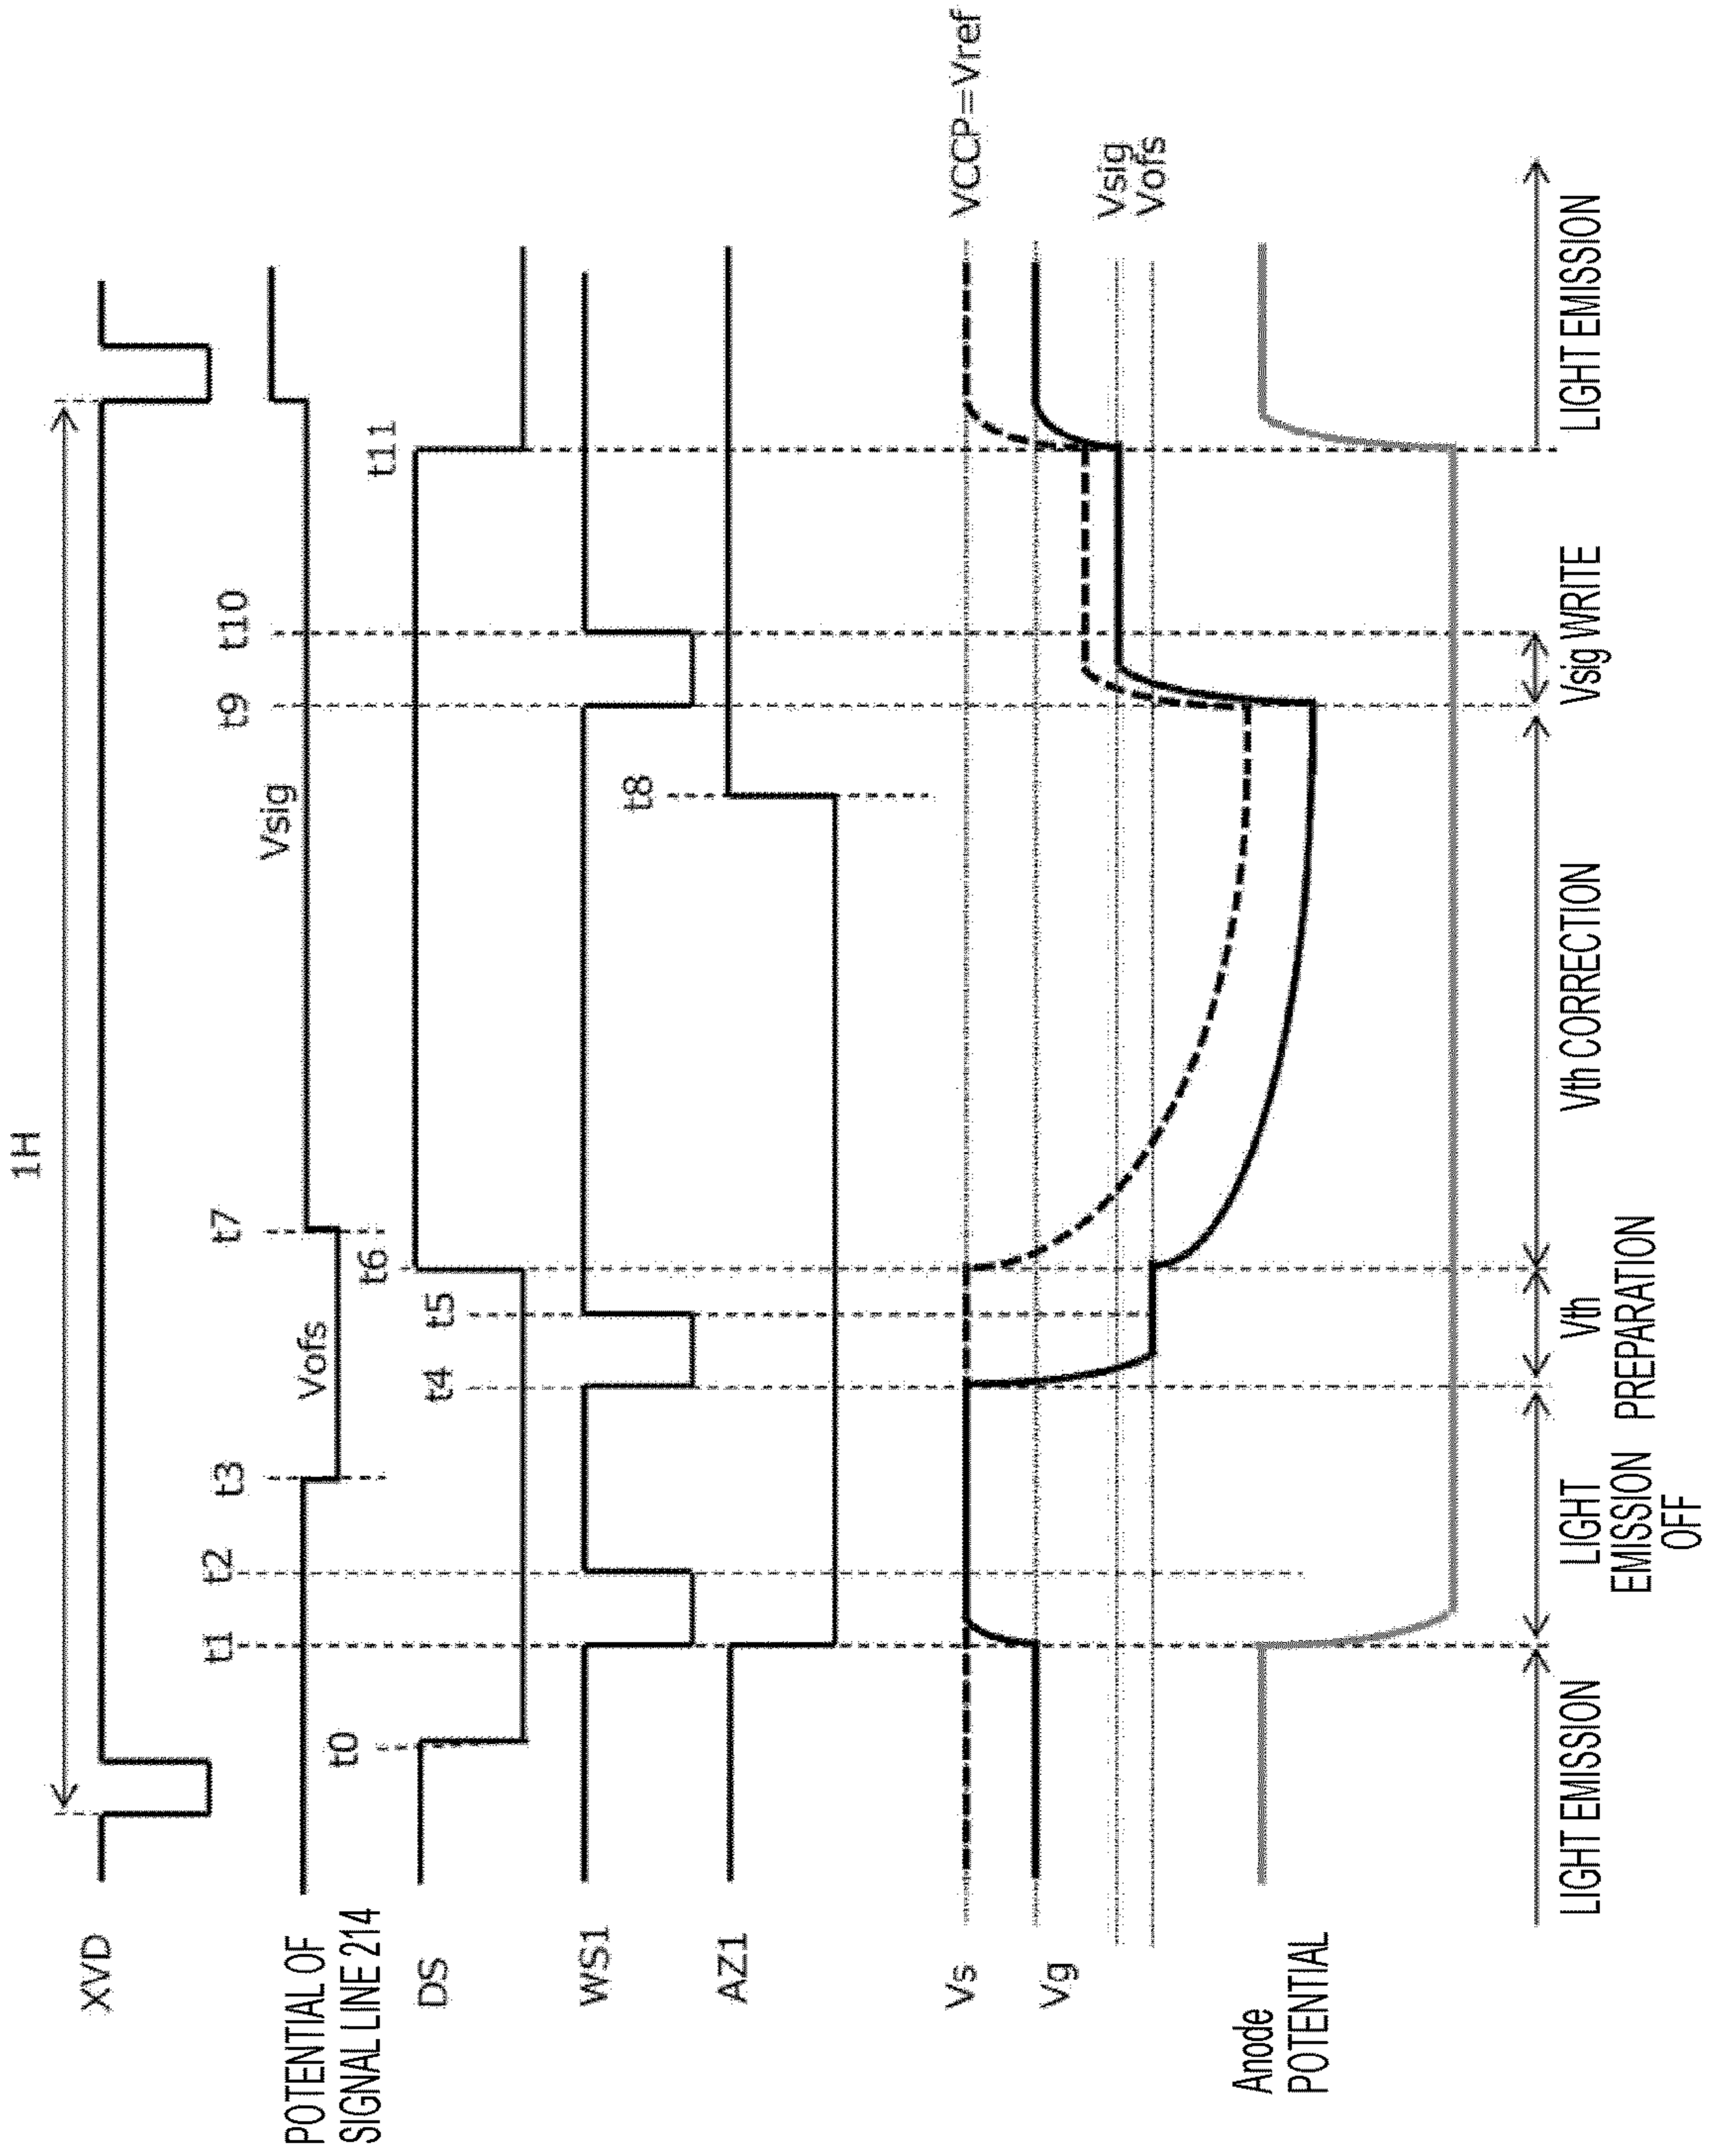 1H
XVD
POTENTIAL OF
SIGNAL LINE 214
Vofs
Vsig
t3
t7
DS
t0
t6
t11
WS1
t1
t2
t4
t5
t9
t10
AZ1
t8
Vs
VCCP=Vref
Vg
Vsig
Vofs
Anode
POTENTIAL
LIGHT EMISSION
LIGHT
EMISSION
OFF
Vth
PREPARATION
Vth CORRECTION
Vsig WRITE
LIGHT EMISSION